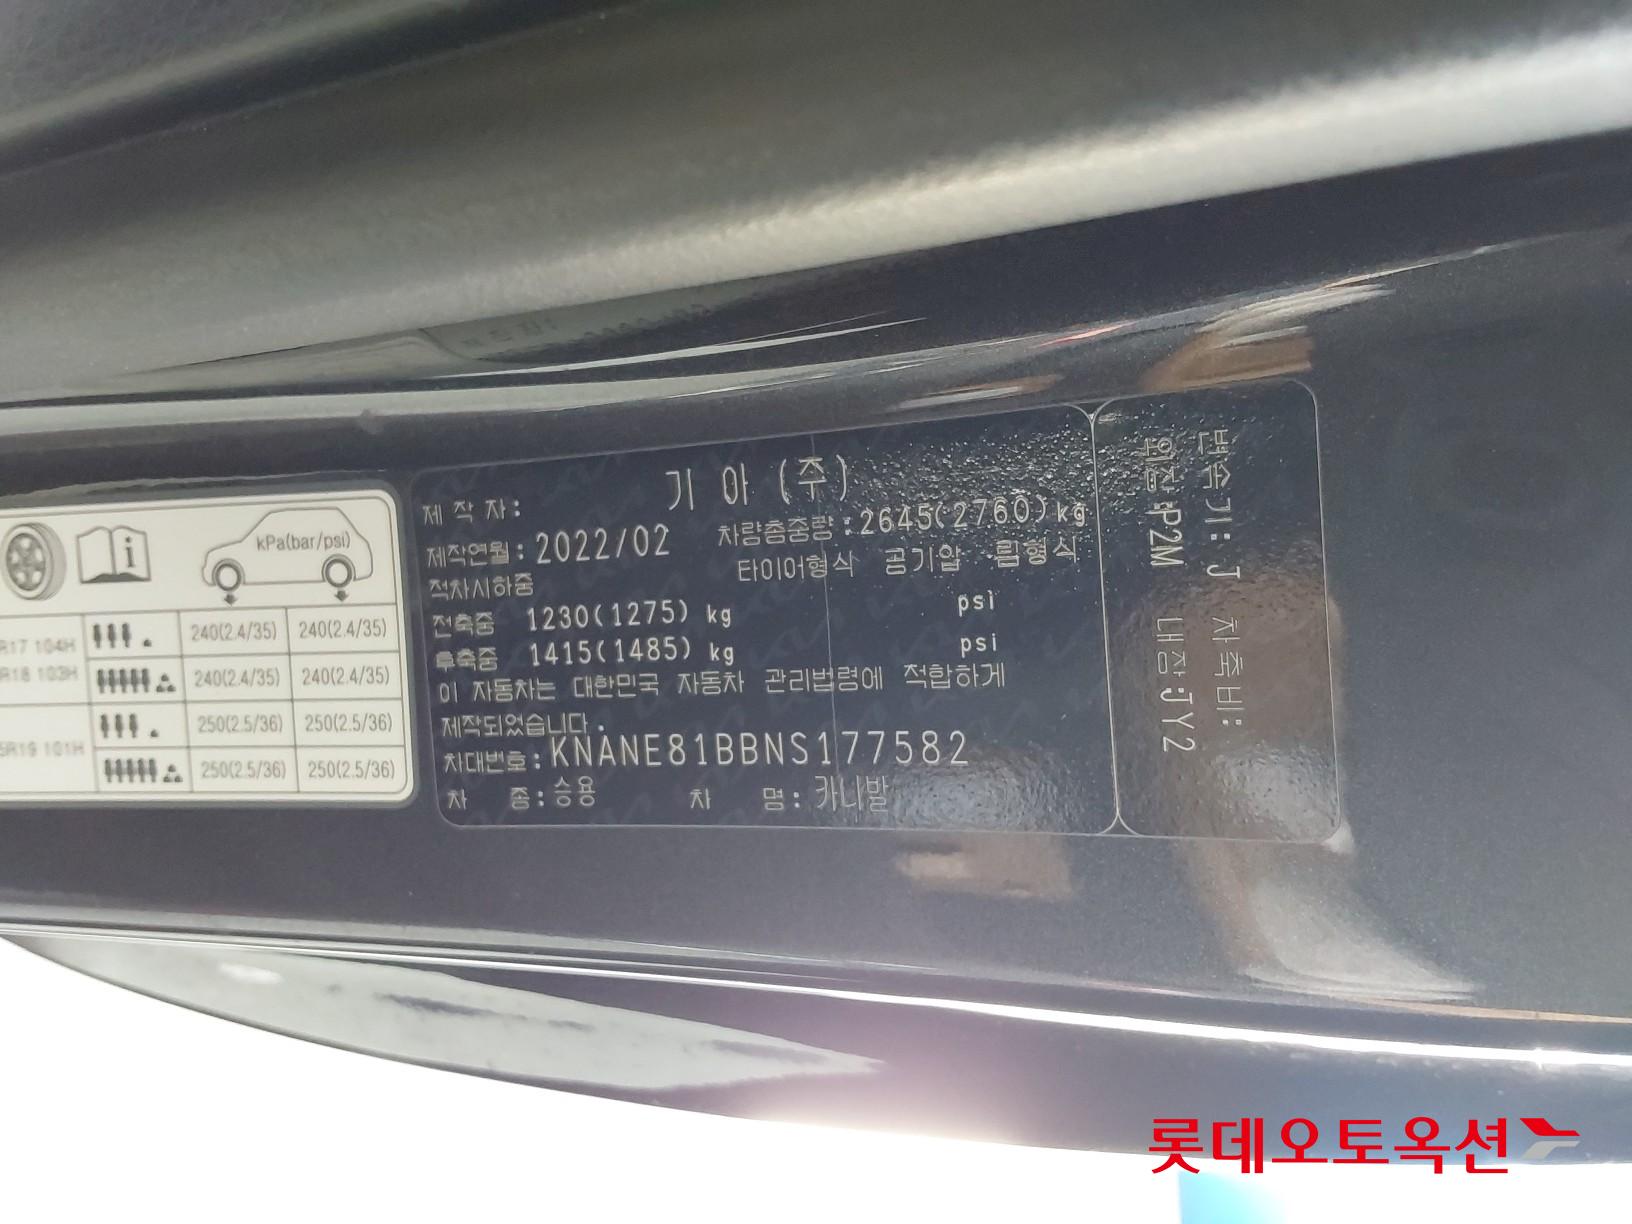 kPa(bar/psi)
R17 104H
R18 103H
240(2.4/35) 240(2.4/35)
240(2.4/35) 240(2.4/35)
5R19 101H
250(2.5/36) 250(2.5/36)
250(2.5/36) 250(2.5/36)
제 작 자: 기 아 (주)
제작연월: 2022/02 차량총중량: 2645(2760)kg
적차시하중 타이어형식 공기압 림형식
전축중 1230(1275) kg psi
후축중 1415(1485) kg psi
이 자동차는 대한민국 자동차 관리법령에 적합하게
제작되었습니다.
차대번호: KNANE81BBNS177582
차 종: 승용 차 명: 카니발
변속기: J 차축비:
외장:P2M 내장:JY2
롯데오토옥션